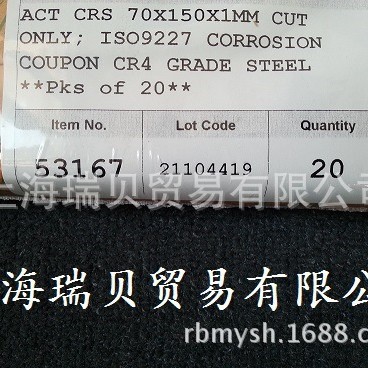 ACT CRS 70X150X1MM CUT
ONLY; ISO9227 CORROSION
COUPON CR4 GRADE STEEL
**Pks of 20**
Item No. Lot Code Quantity
53167 21104419 20
上海瑞贝贸易有限公司
海瑞贝贸易有限公
rbmysh.1688.c